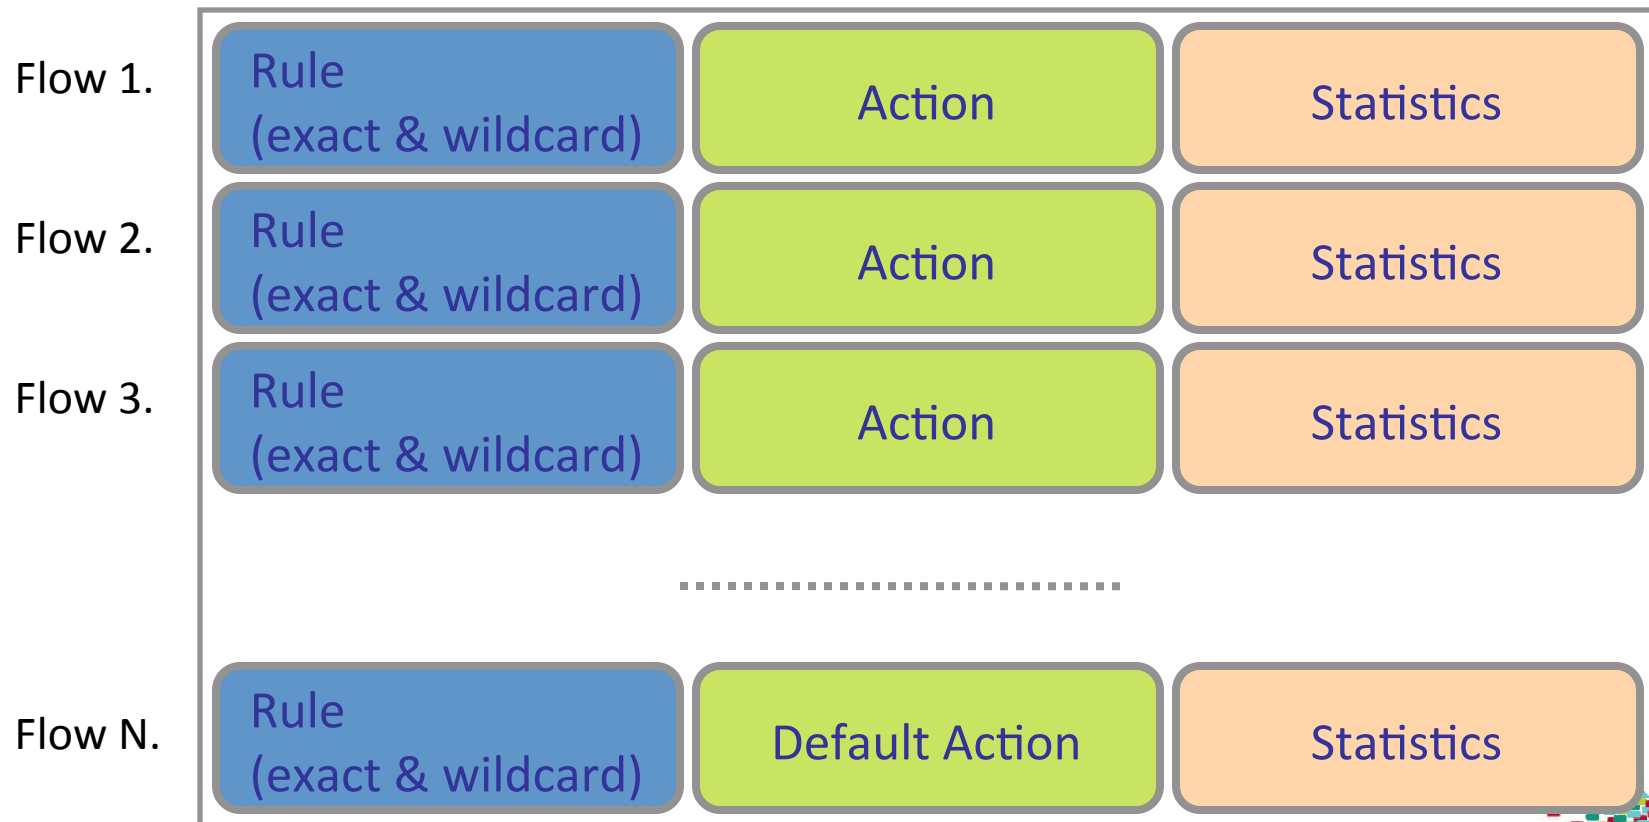 Flow 1.
Rule
(exact & wildcard)
Action
Statistics
Flow 2.
Rule
(exact & wildcard)
Action
Statistics
Flow 3.
Rule
(exact & wildcard)
Action
Statistics
Flow N.
Rule
(exact & wildcard)
Default Action
Statistics